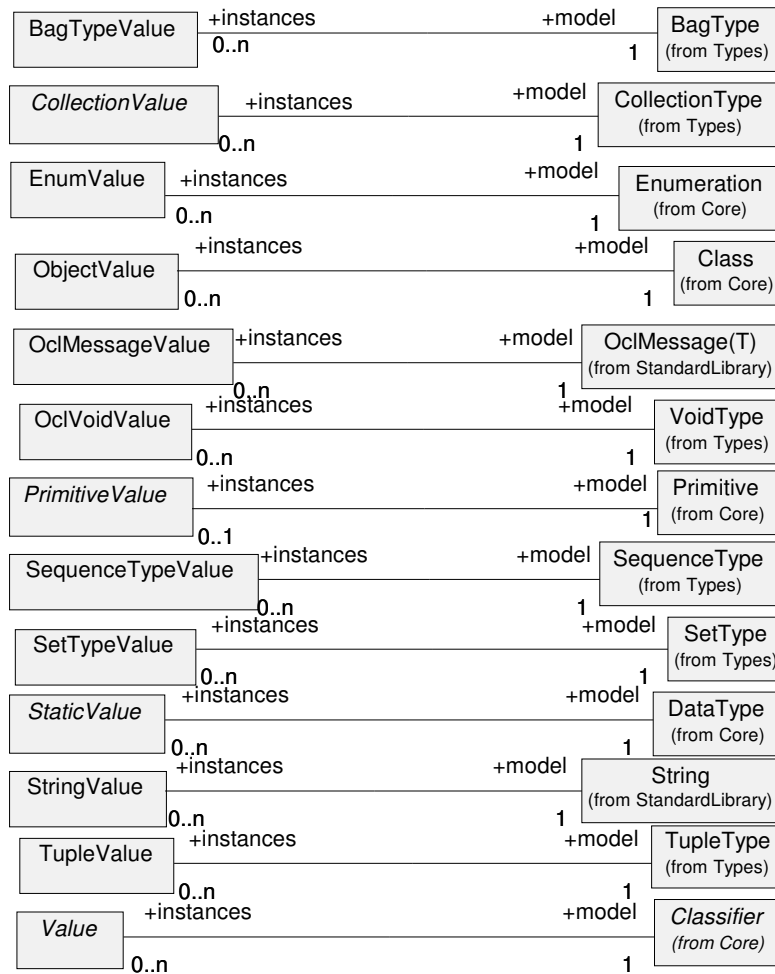 BagTypeValue +instances 0..n +model 1 BagType
(from Types)
CollectionValue +instances 0..n +model 1 CollectionType
(from Types)
EnumValue +instances 0..n +model 1 Enumeration
(from Core)
ObjectValue +instances 0..n +model 1 Class
(from Core)
OclMessageValue +instances 0..n +model 1 OclMessage(T)
(from StandardLibrary)
OclVoidValue +instances 0..n +model 1 VoidType
(from Types)
PrimitiveValue +instances 0..1 +model 1 Primitive
(from Core)
SequenceTypeValue +instances 0..n +model 1 SequenceType
(from Types)
SetTypeValue +instances 0..n +model 1 SetType
(from Types)
StaticValue +instances 0..n +model 1 DataType
(from Core)
StringValue +instances 0..n +model 1 String
(from StandardLibrary)
TupleValue +instances 0..n +model 1 TupleType
(from Types)
Value +instances 0..n +model 1 Classifier
(from Core)